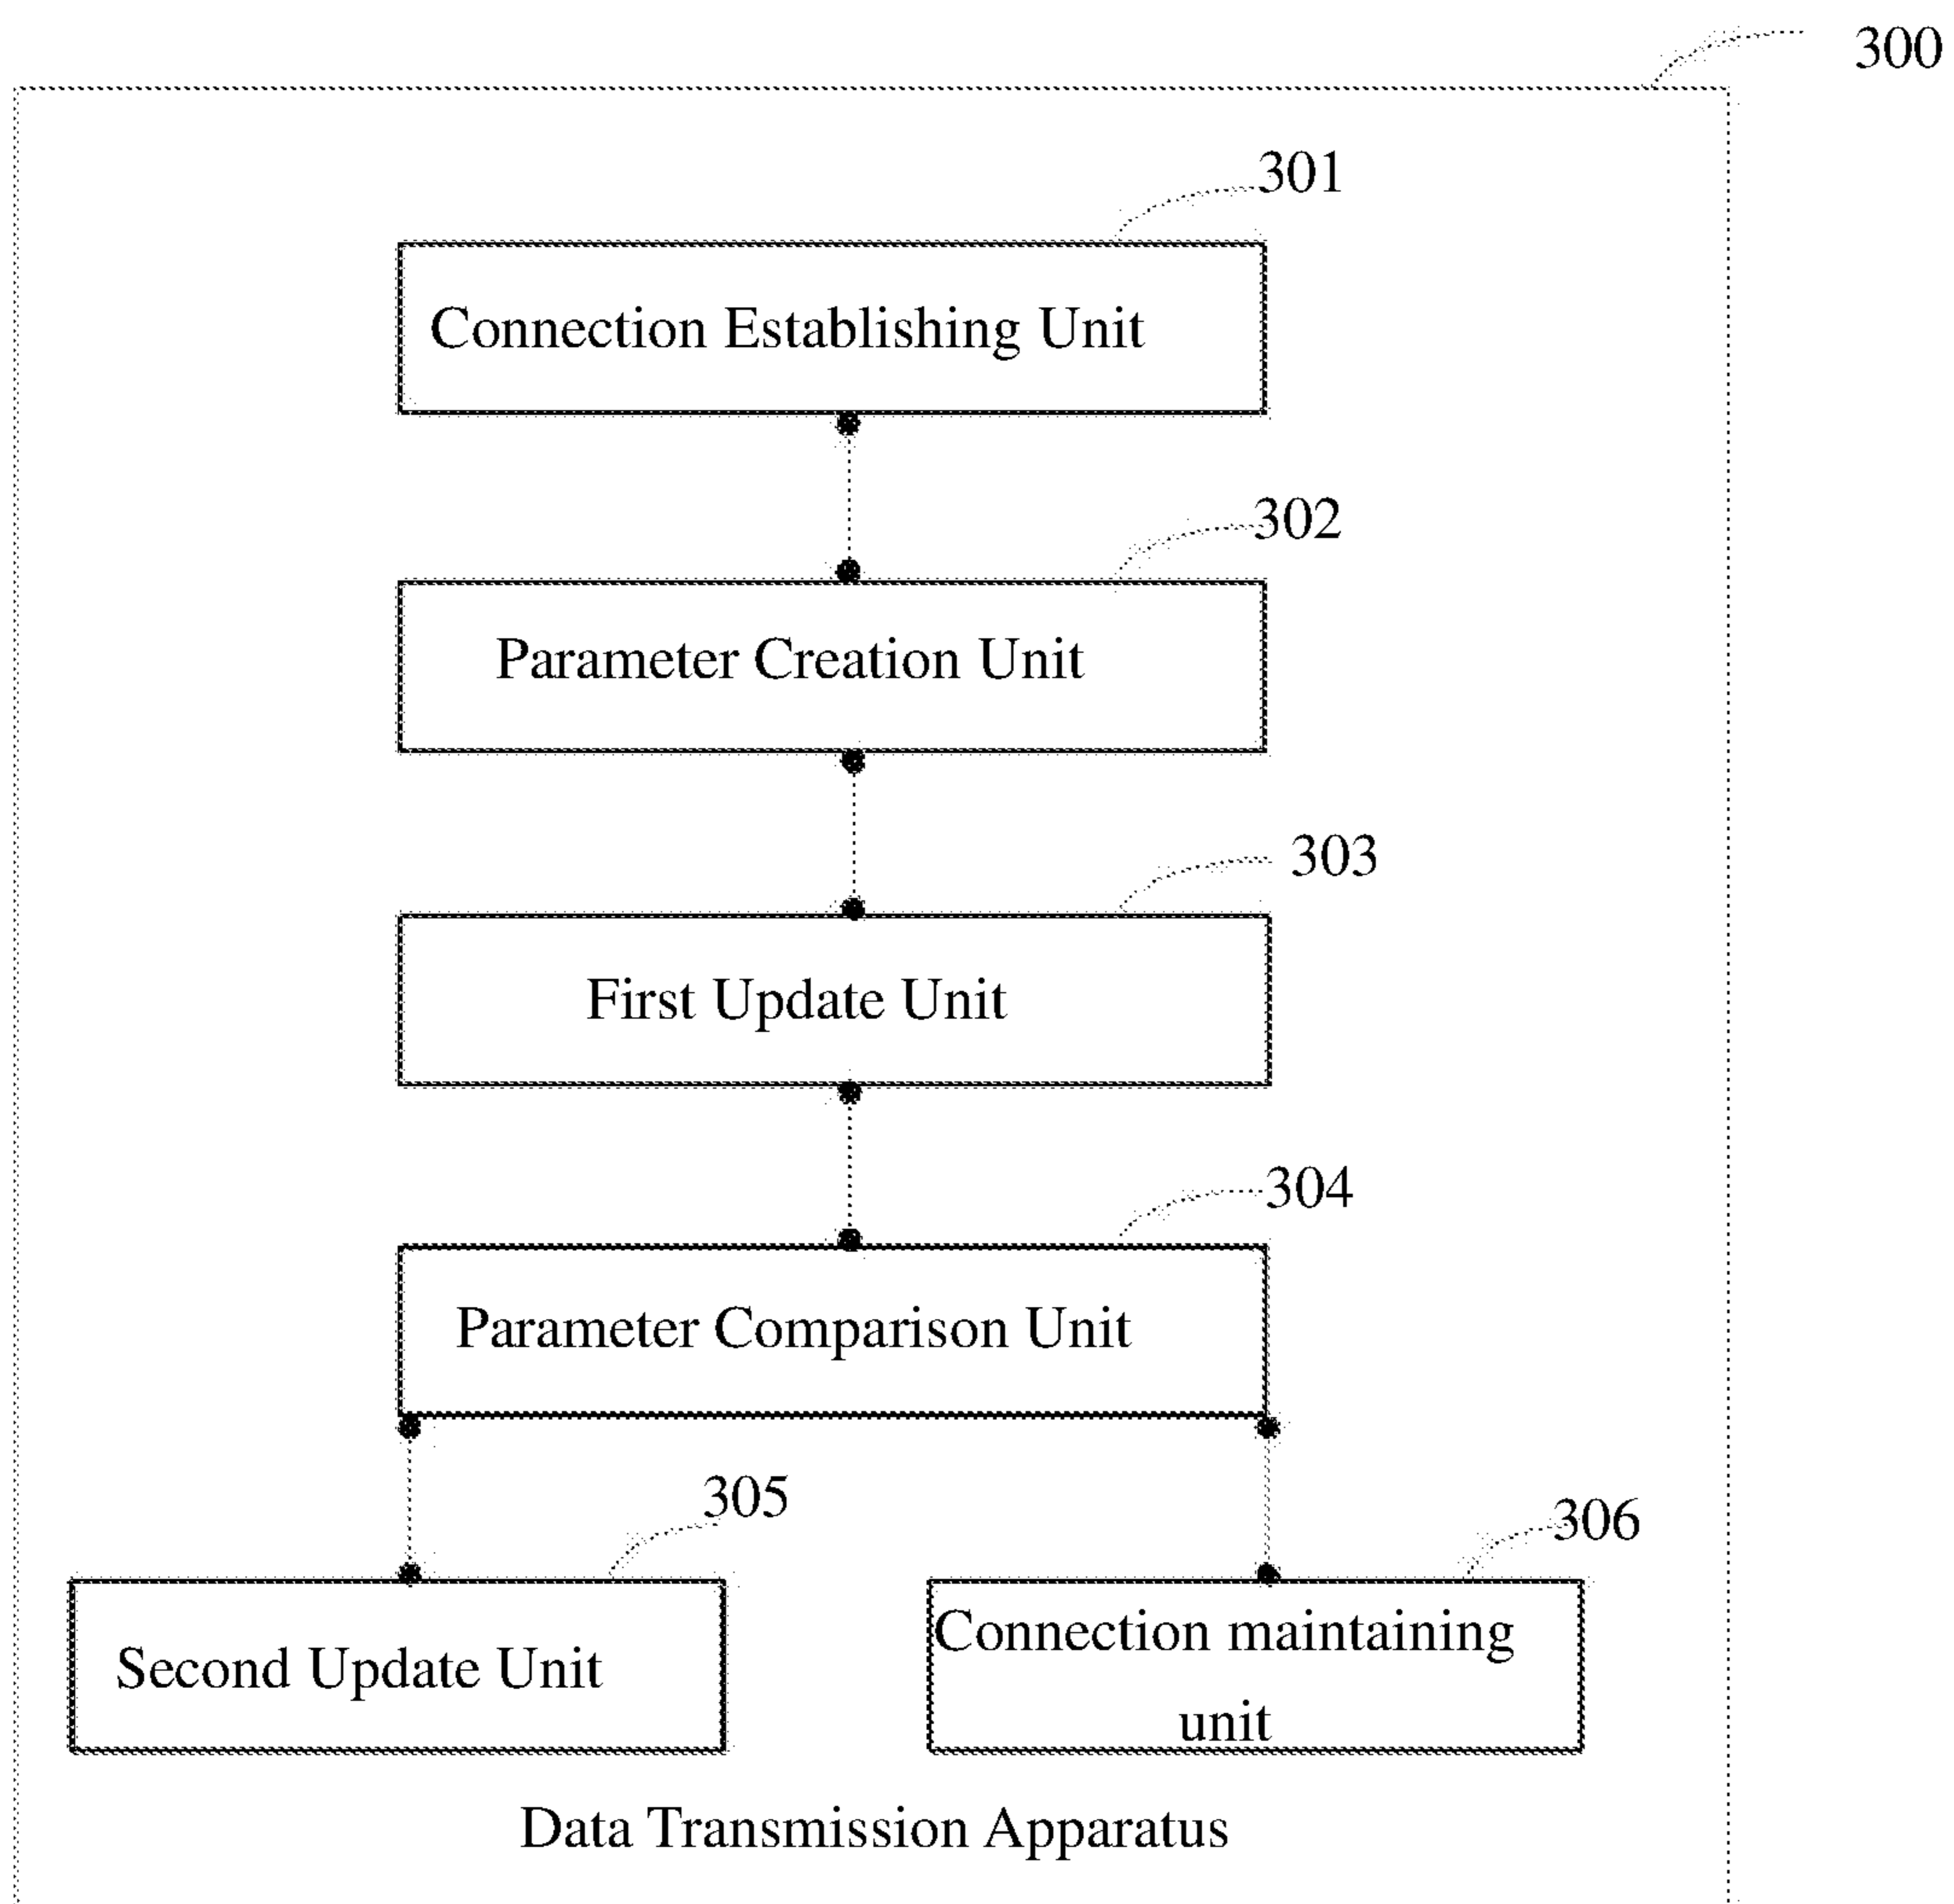 300
301
Connection Establishing Unit
302
Parameter Creation Unit
303
First Update Unit
304
Parameter Comparison Unit
305
306
Second Update Unit
Connection maintaining
unit
Data Transmission Apparatus